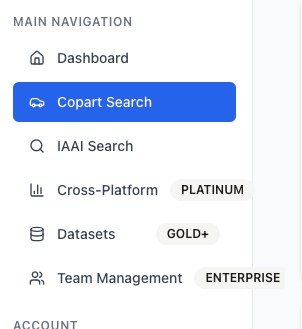 MAIN NAVIGATION
Dashboard
Copart Search
IAAI Search
Cross-Platform PLATINUM
Datasets GOLD+
Team Management ENTERPRISE
ACCOUNT